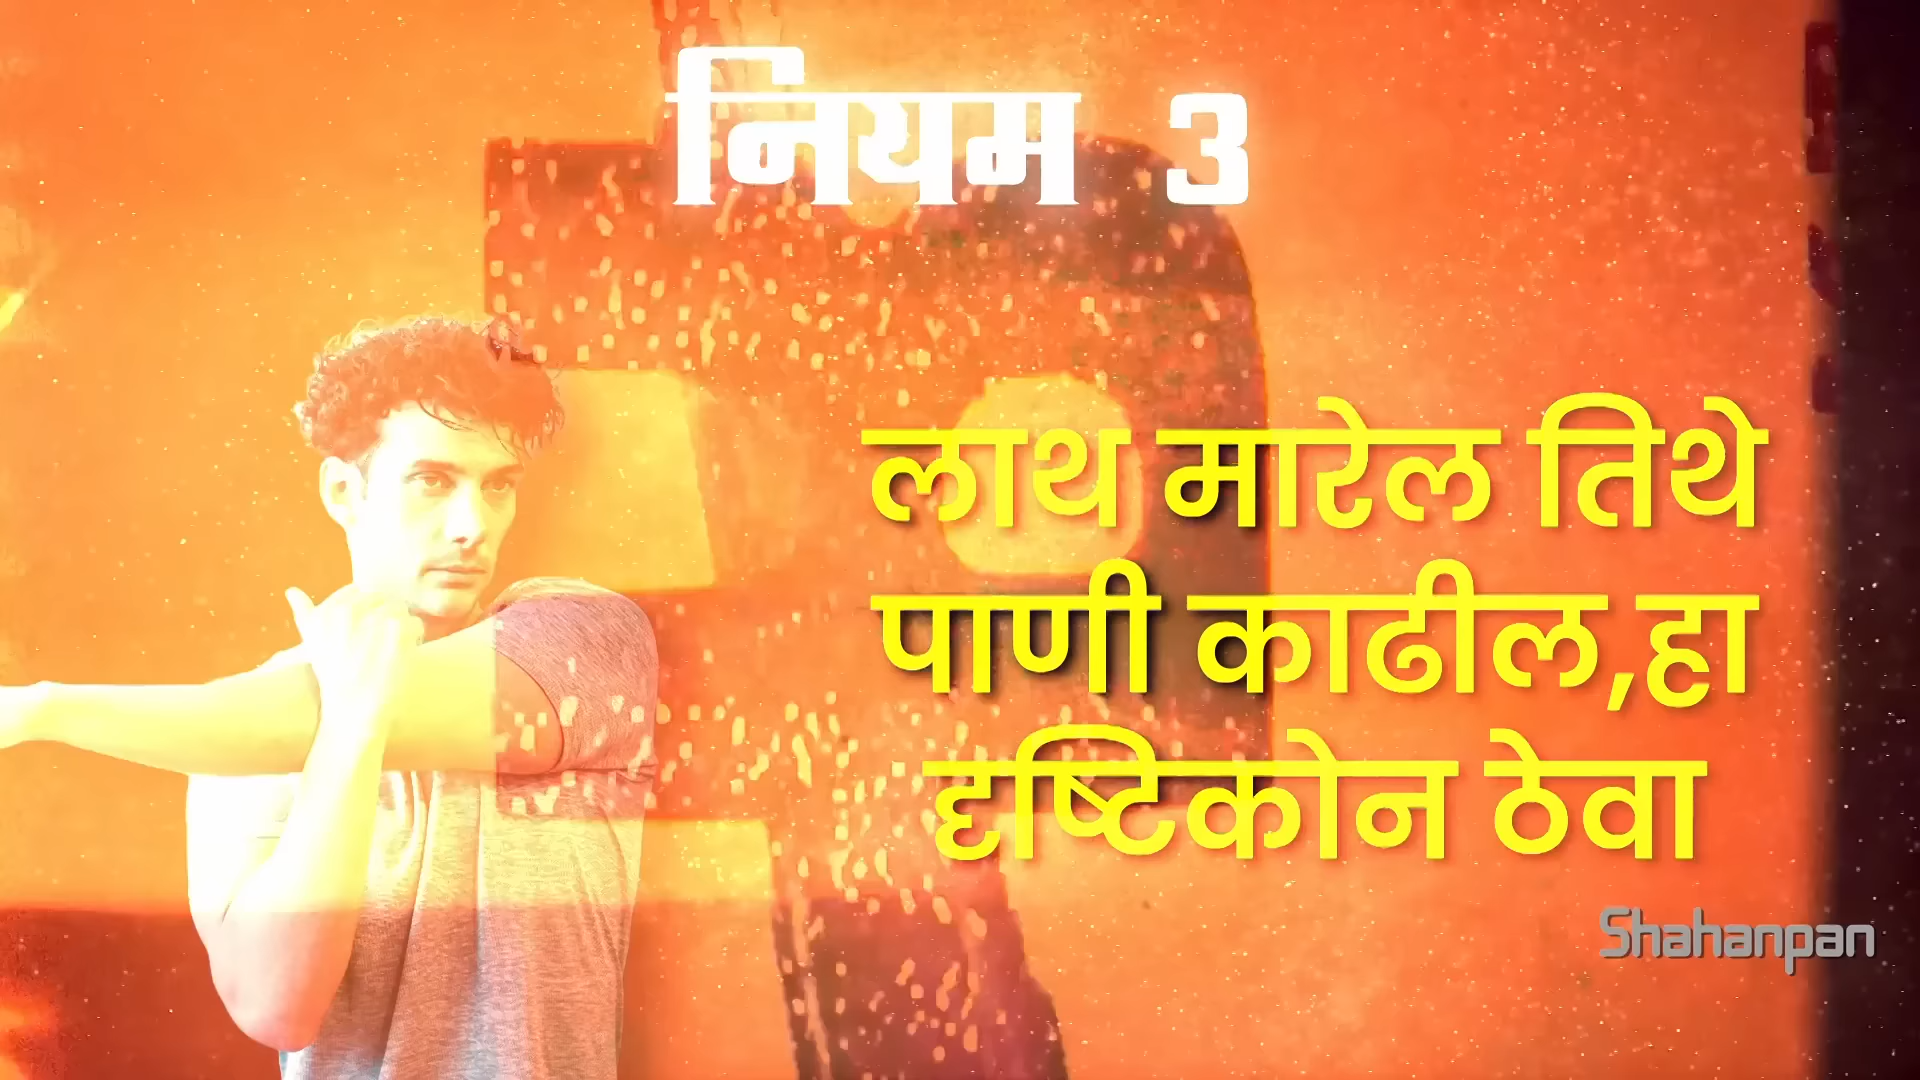 नियम 3
लाथ मारेल तिथे
पाणी काढील,हा
दृष्टिकोन ठेवा
Shahanpan